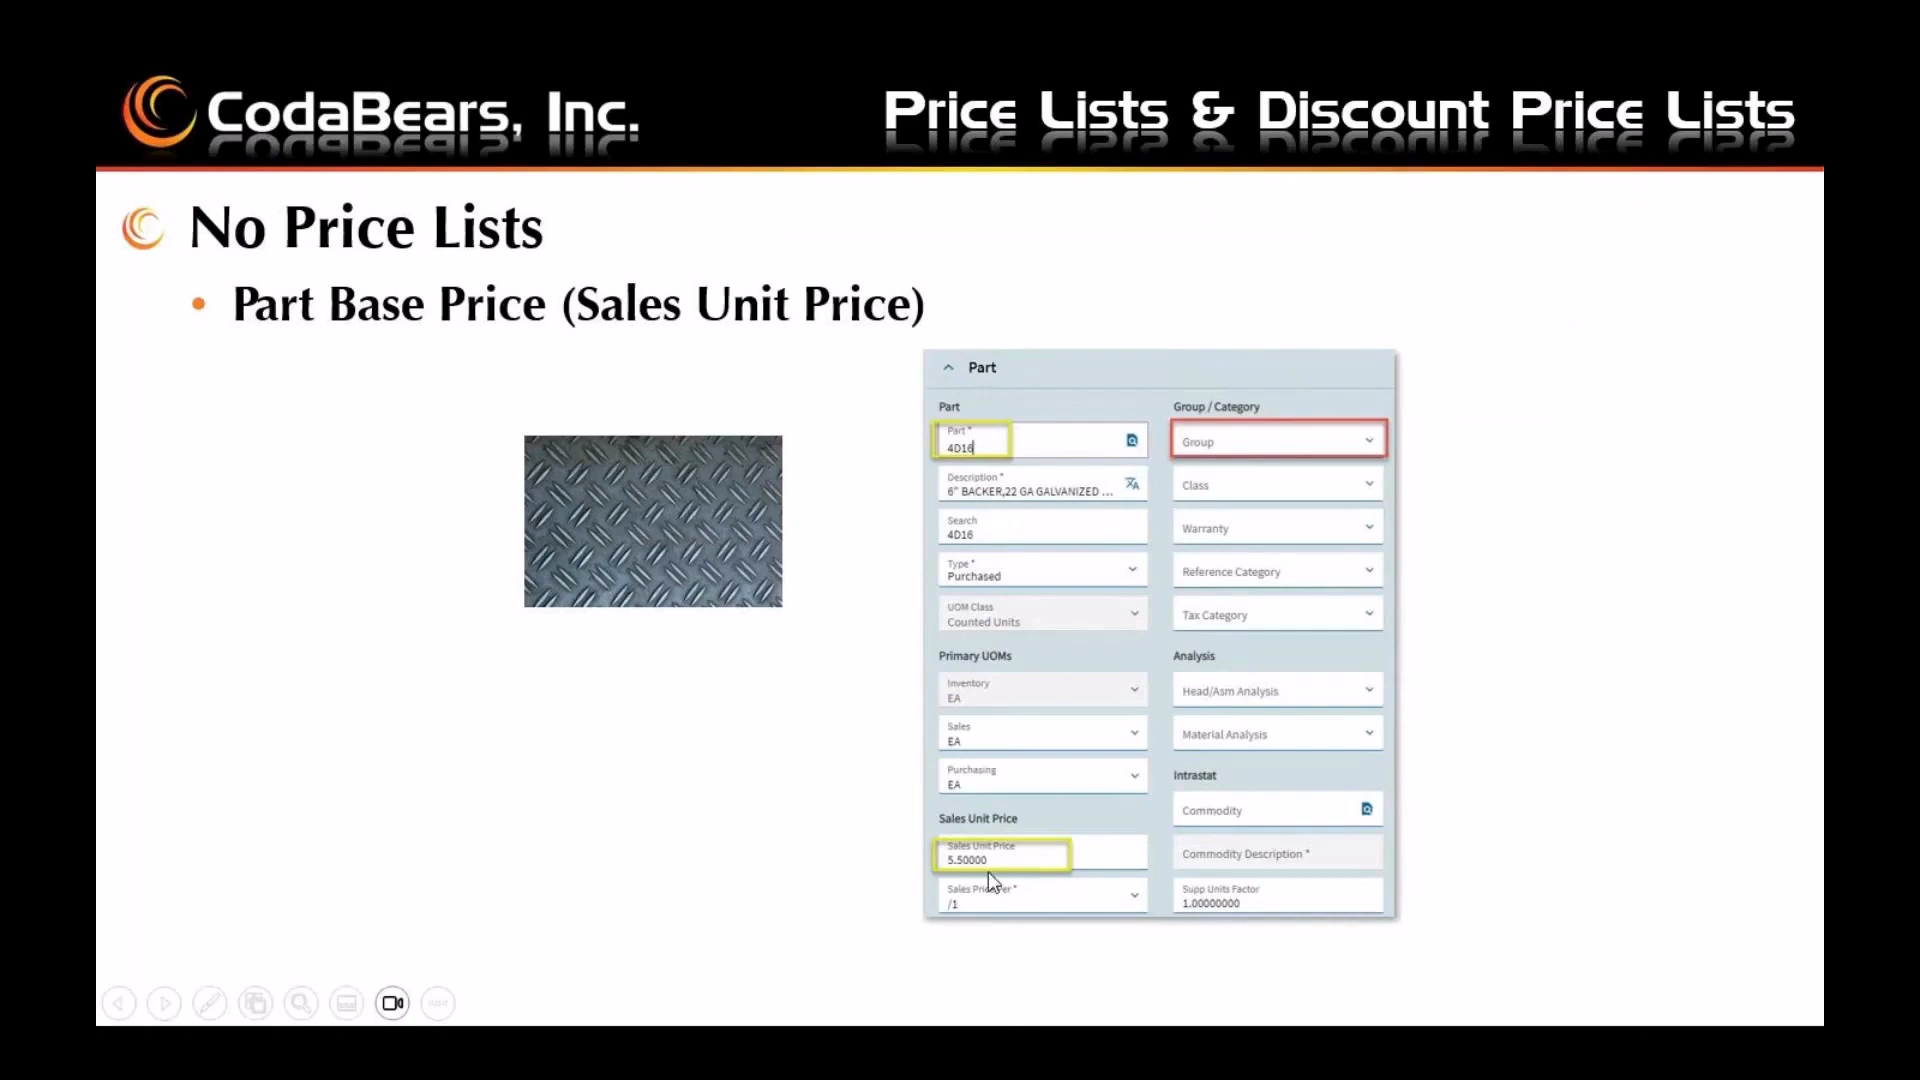 CodaBears, Inc.
Price Lists & Discount Price Lists
No Price Lists
• Part Base Price (Sales Unit Price)
Part
Part
Part *
4D16
Description *
6" BACKER,22 GA GALVANIZED ...
Search
4D16
Type *
Purchased
UOM Class
Counted Units
Primary UOMs
Inventory
EA
Sales
EA
Purchasing
EA
Sales Unit Price
Sales Unit Price
5.50000
Sales Price Per *
/1
Group / Category
Group
Class
Warranty
Reference Category
Tax Category
Analysis
Head/Asm Analysis
Material Analysis
Intrastat
Commodity
Commodity Description *
Supp Units Factor
1.00000000